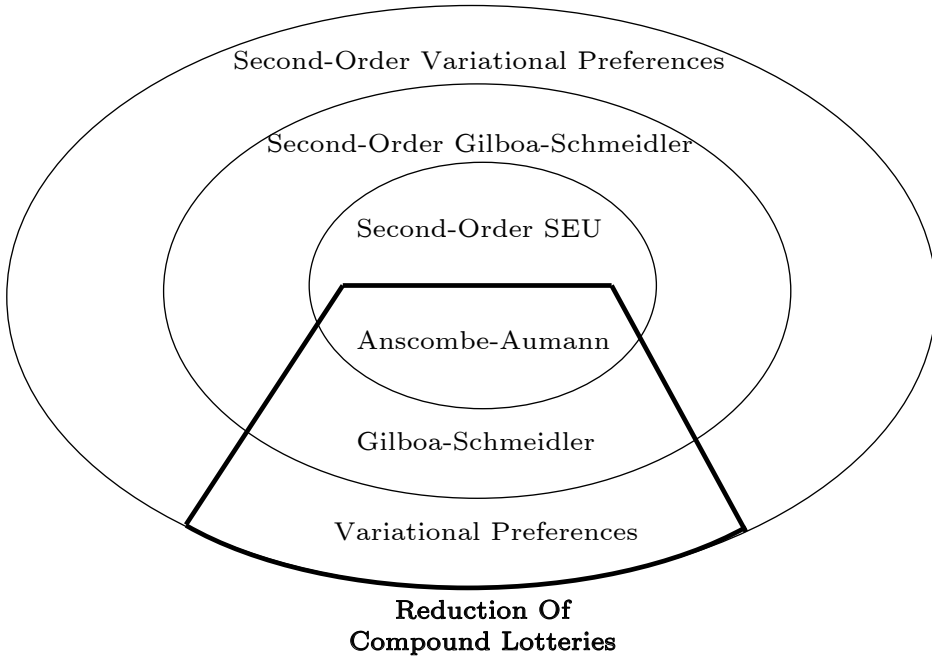 Second-Order Variational Preferences
Second-Order Gilboa-Schmeidler
Second-Order SEU
Anscombe-Aumann
Gilboa-Schmeidler
Variational Preferences
Reduction Of
Compound Lotteries